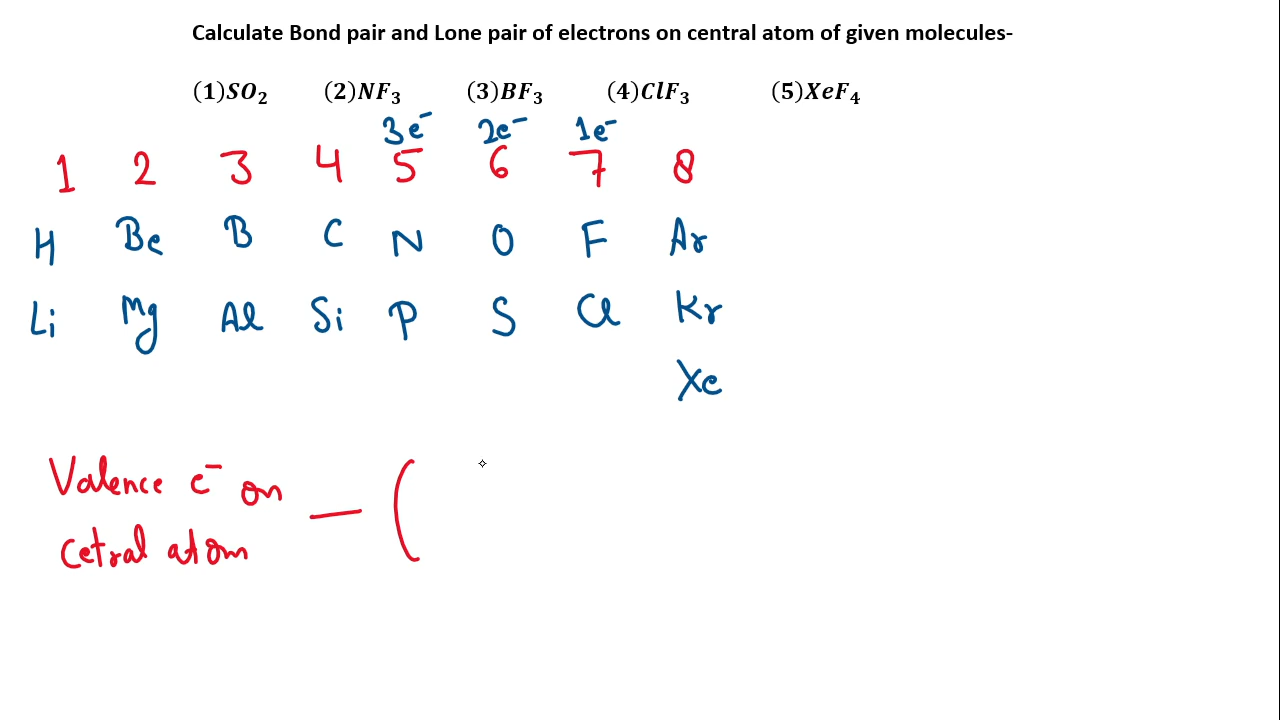 Calculate Bond pair and Lone pair of electrons on central atom of given molecules-
(1)SO₂ (2)NF₃ (3)BF₃ (4)ClF₃ (5)XeF₄
3e⁻ 2e⁻ 1e⁻
1 2 3 4 5 6 7 8
H Be B C N O F Ar
Li Mg Al Si P S Cl Kr
Xe
Valence e⁻ on
Cetral atom — (